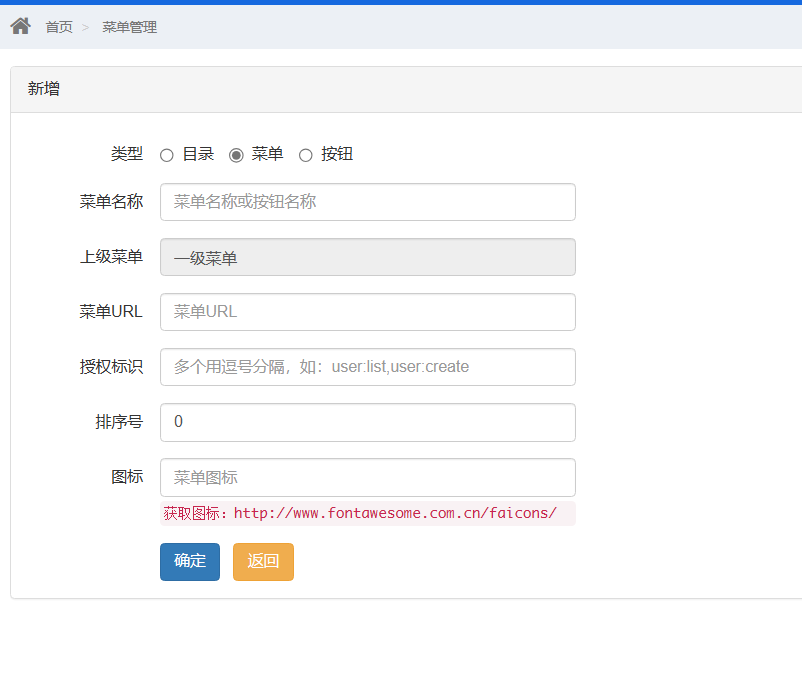 首页 > 菜单管理
新增
类型 目录 菜单 按钮
菜单名称 菜单名称或按钮名称
上级菜单 一级菜单
菜单URL 菜单URL
授权标识 多个用逗号分隔，如：user:list,user:create
排序号 0
图标 菜单图标
获取图标：http://www.fontawesome.com.cn/faicons/
确定 返回